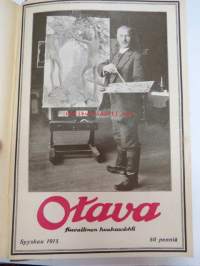 Otava
Kuvallinen kuukauslehti
Syyskuu 1915
50 penniä